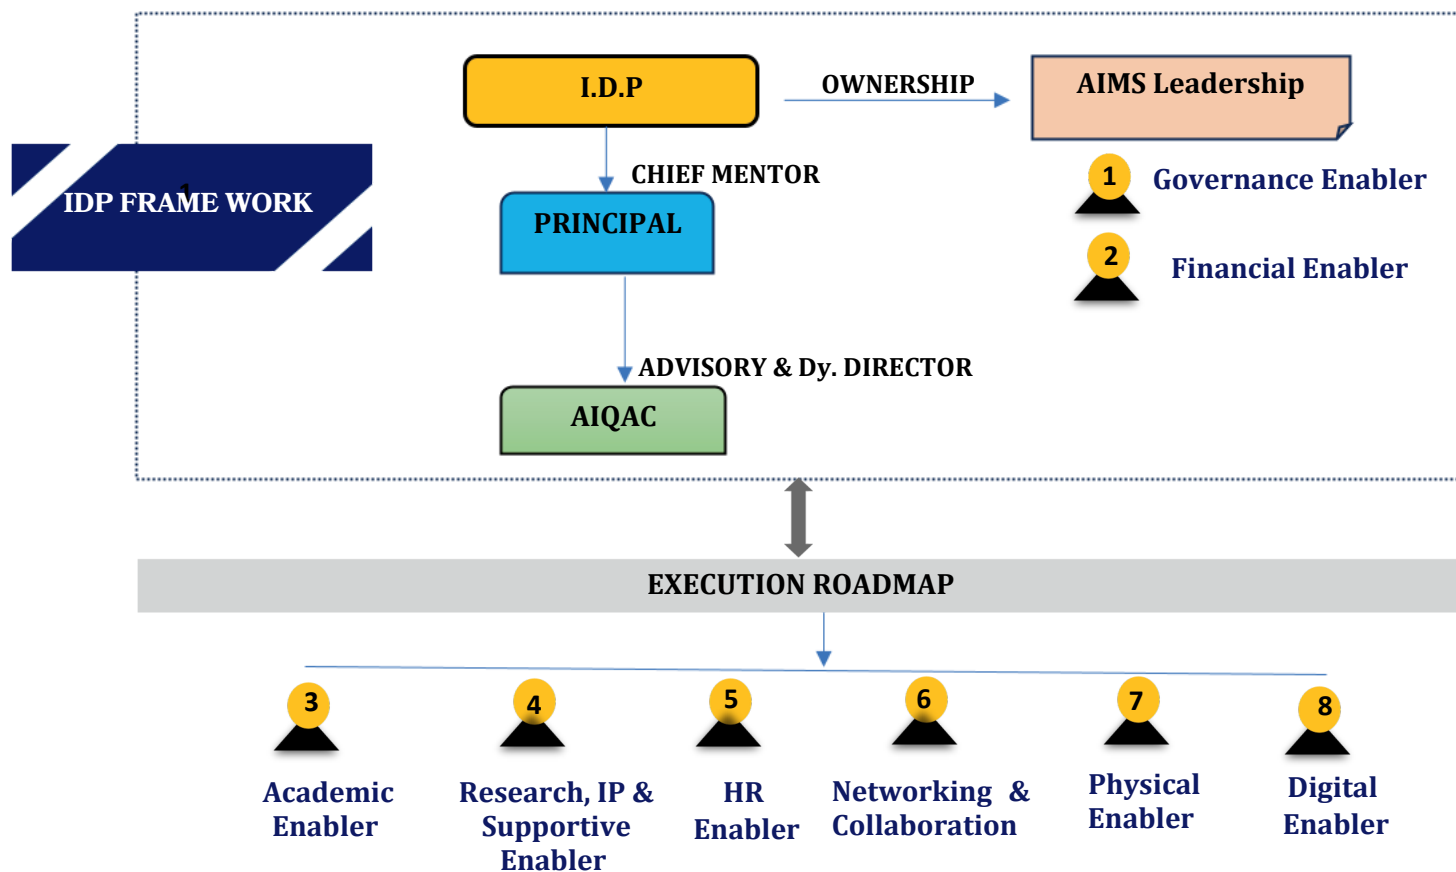 I.D.P
OWNERSHIP
AIMS Leadership
CHIEF MENTOR
1
Governance Enabler
1
IDP FRAME WORK
PRINCIPAL
2
Financial Enabler
ADVISORY & Dy. DIRECTOR
AIQAC
EXECUTION ROADMAP
3
Academic
Enabler
4
Research, IP &
Supportive
Enabler
5
HR
Enabler
6
Networking &
Collaboration
7
Physical
Enabler
8
Digital
Enabler